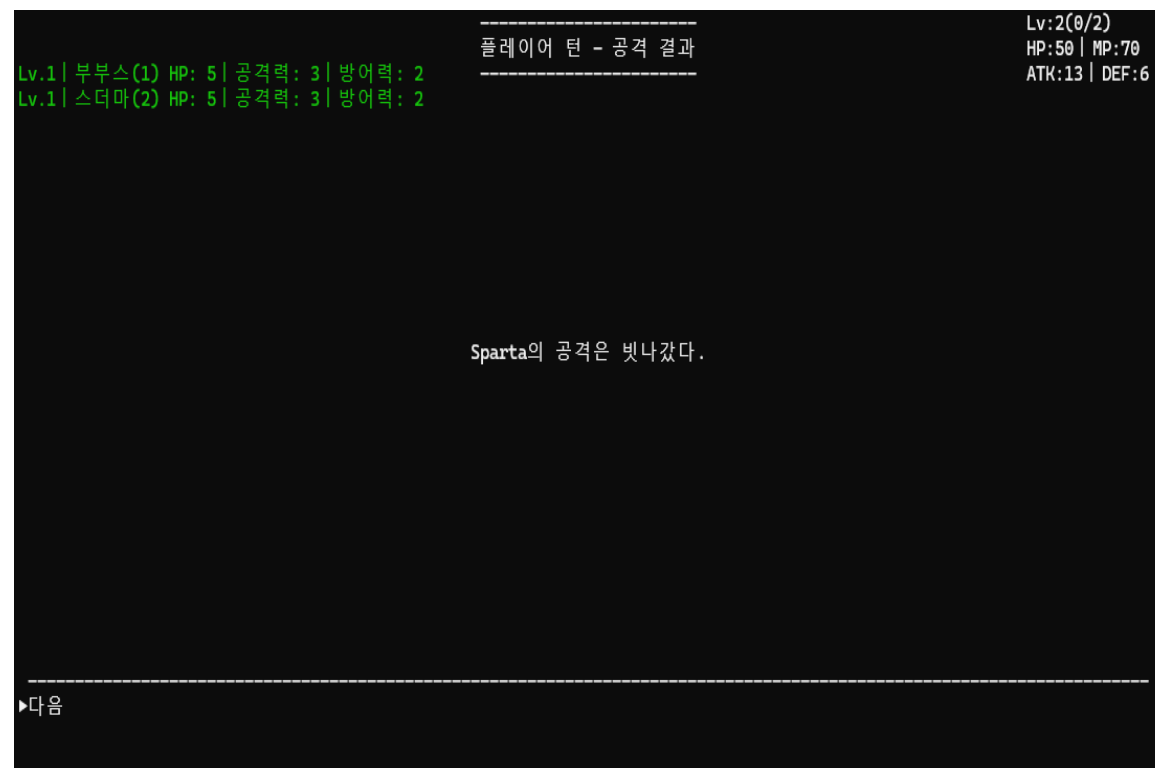 -----------------------
플레이어 턴 - 공격 결과
-----------------------
Lv:2(0/2)
HP:50│MP:70
ATK:13│DEF:6
Lv.1│부부스(1) HP: 5│공격력: 3│방어력: 2
Lv.1│스더마(2) HP: 5│공격력: 3│방어력: 2
Sparta의 공격은 빗나갔다.
▶다음